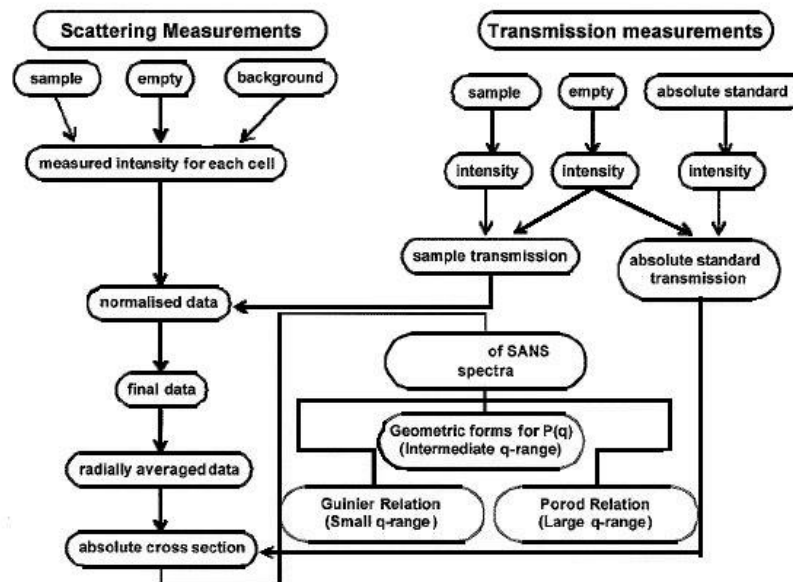 Scattering Measurements
Transmission measurements
sample
empty
background
sample
empty
absolute standard
measured intensity for each cell
intensity
intensity
intensity
sample transmission
absolute standard
transmission
normalised data
of SANS
spectra
final data
Geometric forms for P(q)
(Intermediate q-range)
radially averaged data
Guinier Relation
(Small q-range)
Porod Relation
(Large q-range)
absolute cross section